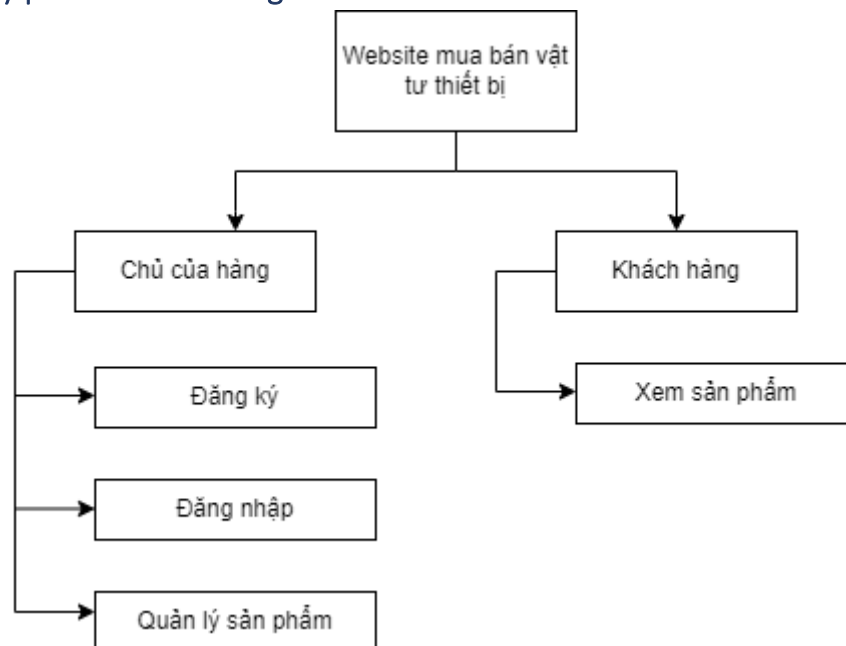 Website mua bán vật
tư thiết bị
Chủ của hàng
Khách hàng
Đăng ký
Xem sản phẩm
Đăng nhập
Quản lý sản phẩm